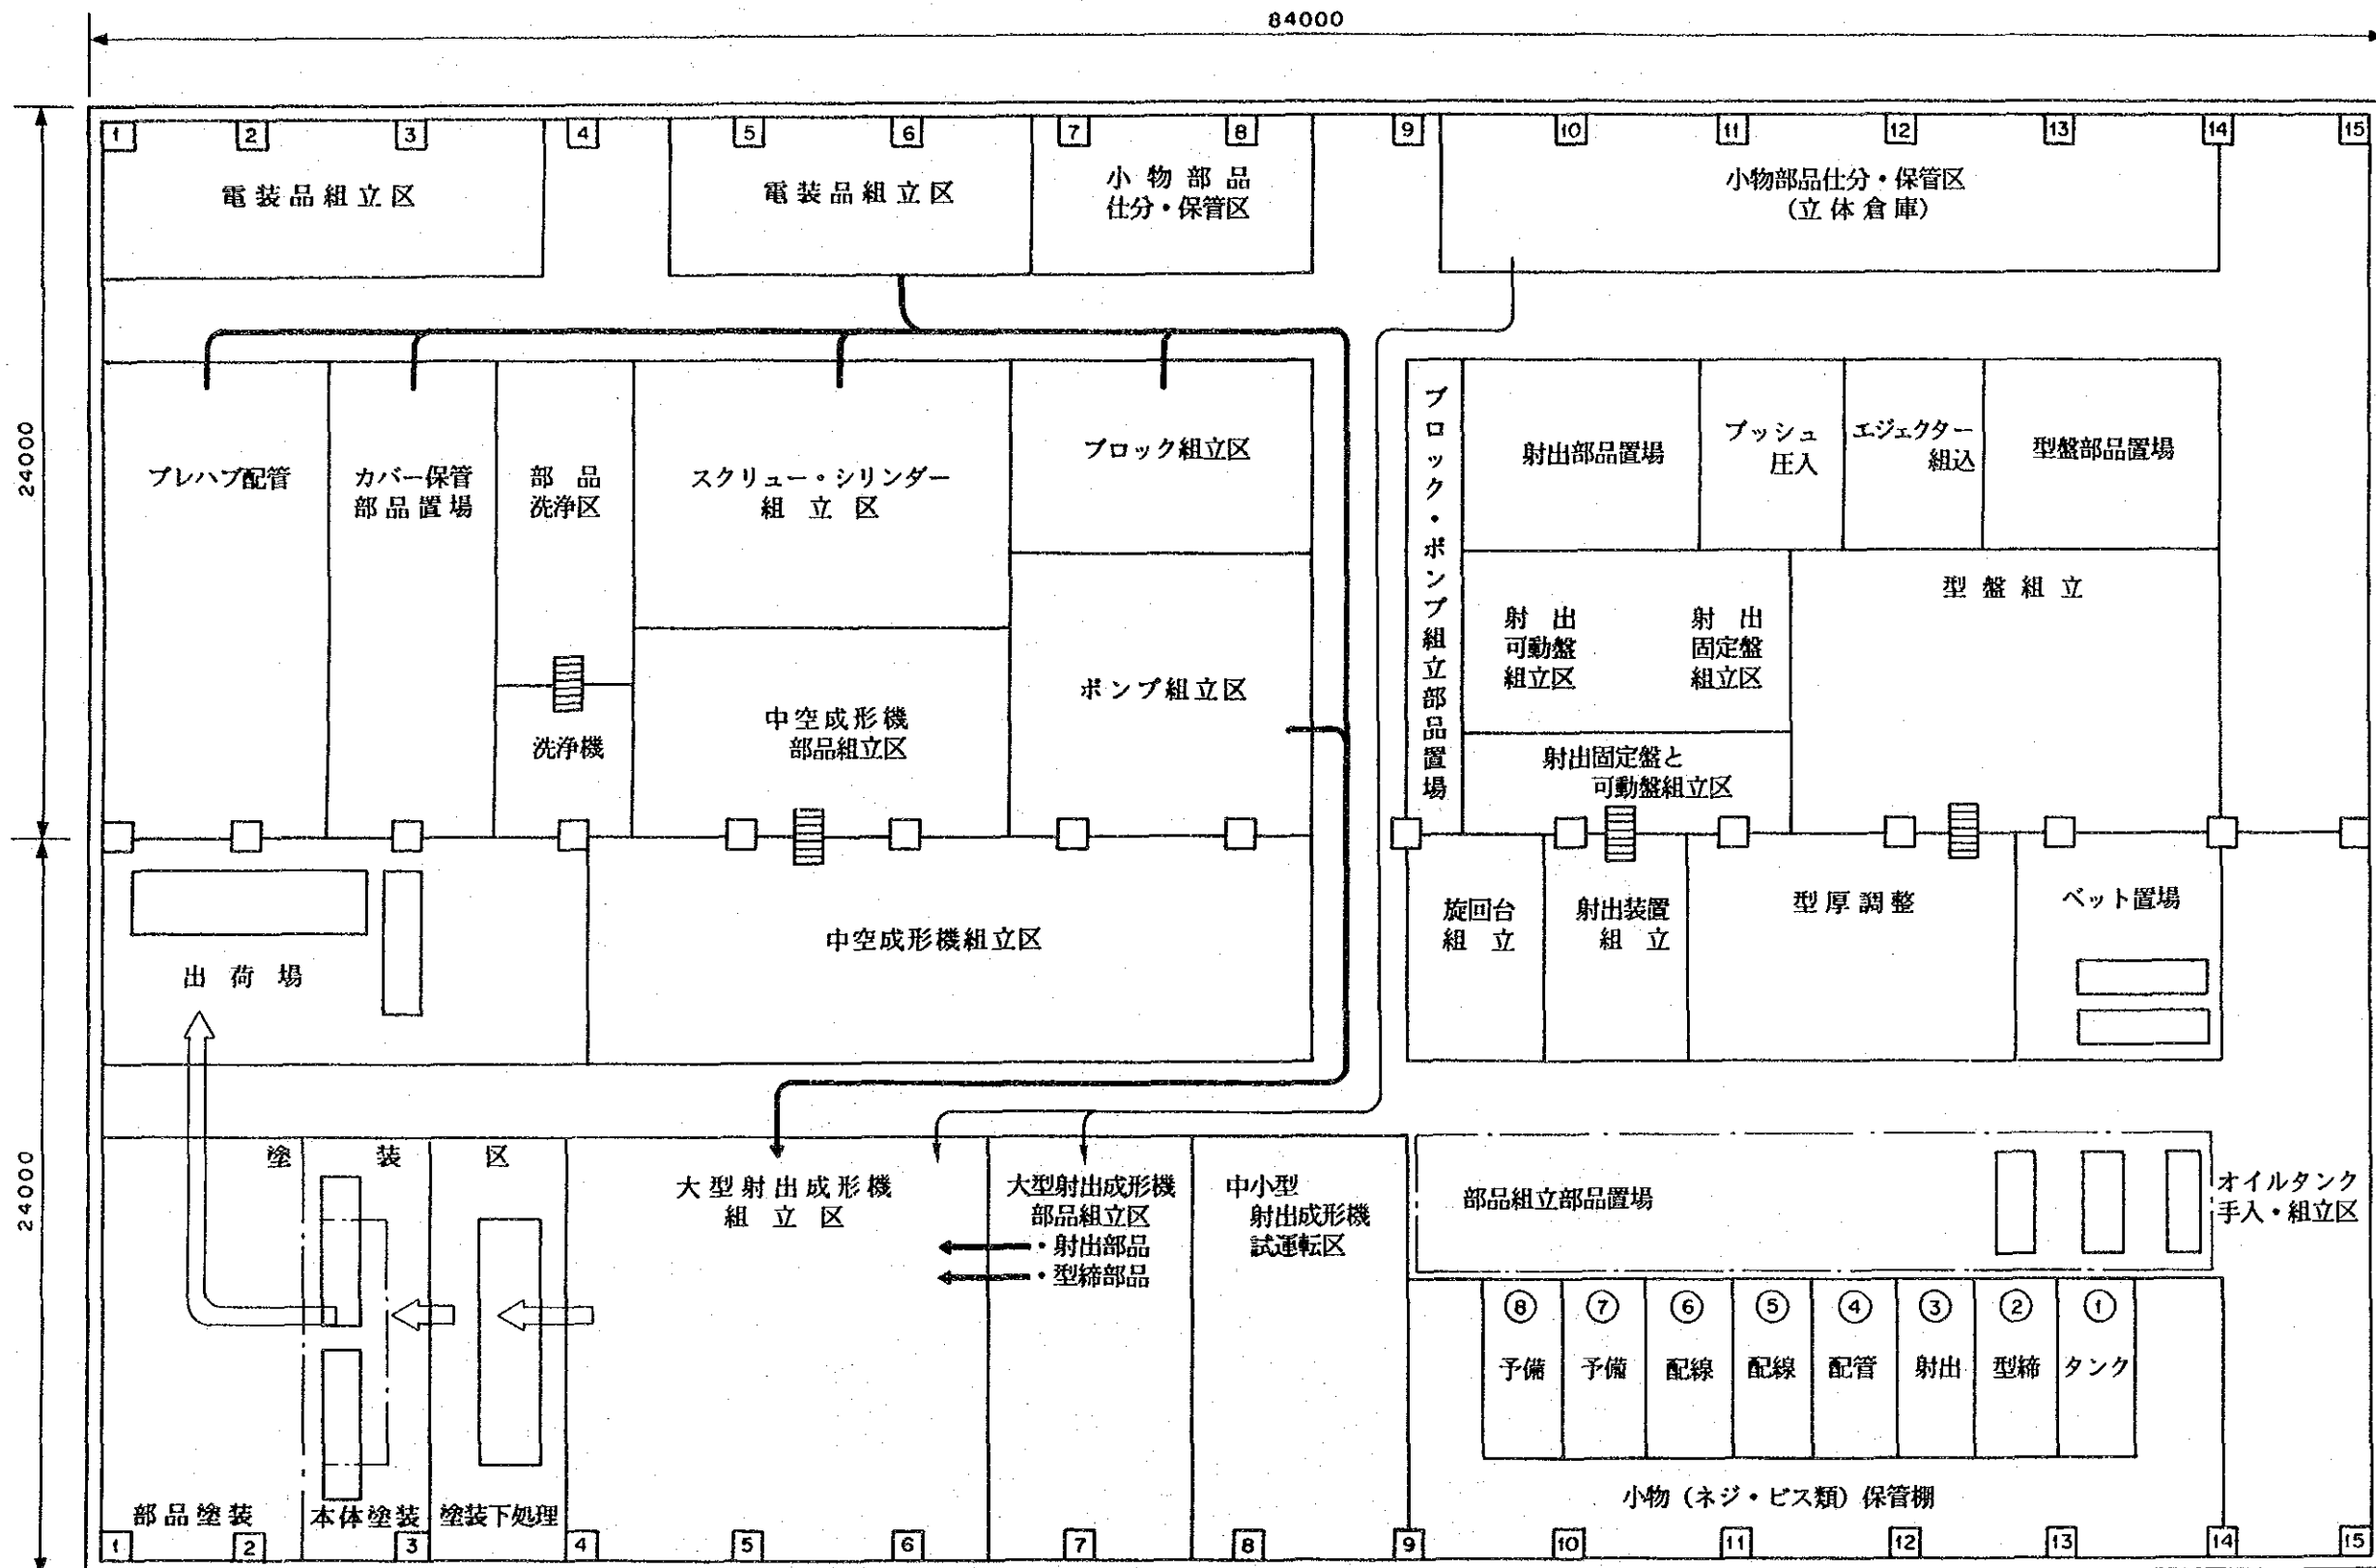 84000
1 2 3 4 5 6 7 8 9 10 11 12 13 14 15
電装品組立区
電装品組立区
小物部品
仕分・保管区
小物部品仕分・保管区
(立体倉庫)
24000
プレハブ配管
カバー保管
部品置場
部品
洗浄区
洗浄機
スクリュー・シリンダー
組立区
中空成形機
部品組立区
ブロック組立区
ポンプ組立区
ブロック・ポンプ組立部品置場
射出部品置場
ブッシュ
圧入
エジェクター
組込
型盤部品置場
射出
可動盤
組立区
射出
固定盤
組立区
型盤組立
射出固定盤と
可動盤組立区
24000
出荷場
中空成形機組立区
旋回台
組立
射出装置
組立
型厚調整
ベット置場
塗装区
部品塗装
本体塗装
塗装下処理
大型射出成形機
組立区
大型射出成形機
部品組立区
・射出部品
・型締部品
中小型
射出成形機
試運転区
部品組立部品置場
オイルタンク
手入・組立区
⑧ ⑦ ⑥ ⑤ ④ ③ ② ①
予備 予備 配線 配線 配管 射出 型締 タンク
小物(ネジ・ビス類)保管棚
1 2 3 4 5 6 7 8 9 10 11 12 13 14 15